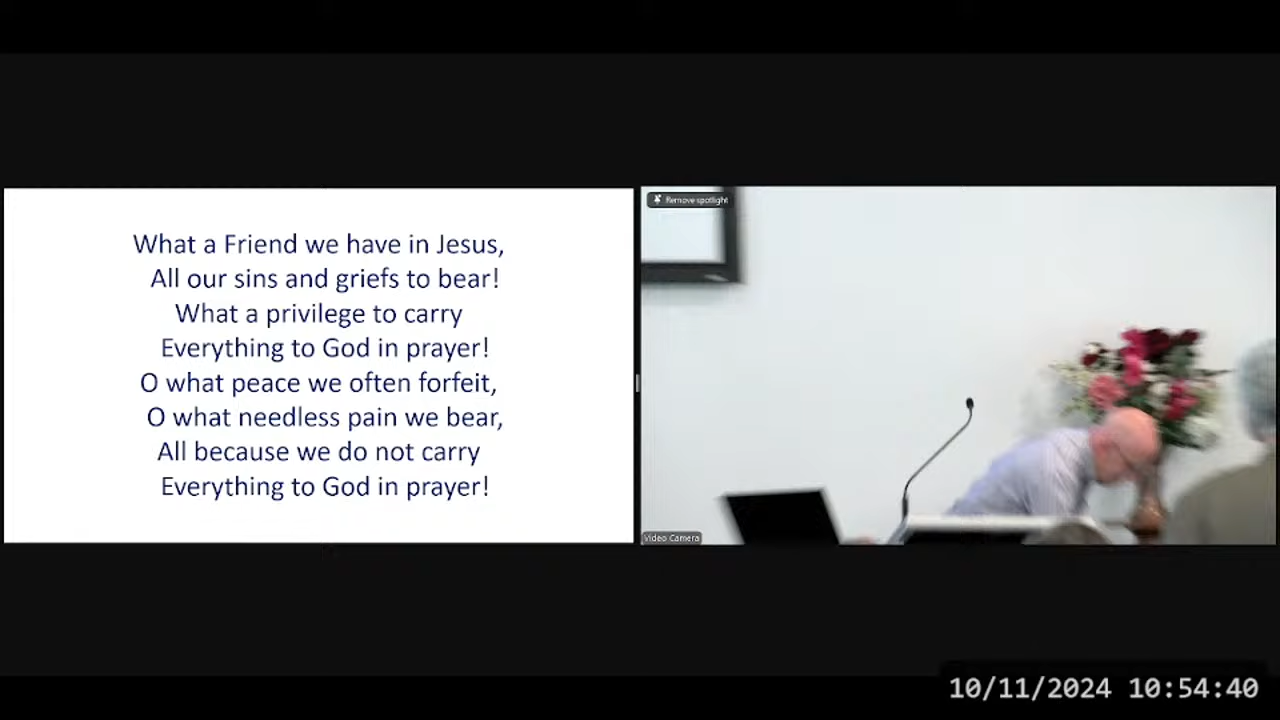 What a Friend we have in Jesus,
All our sins and griefs to bear!
What a privilege to carry
Everything to God in prayer!
O what peace we often forfeit,
O what needless pain we bear,
All because we do not carry
Everything to God in prayer!
Remove spotlight
Video Camera
10/11/2024 10:54:40